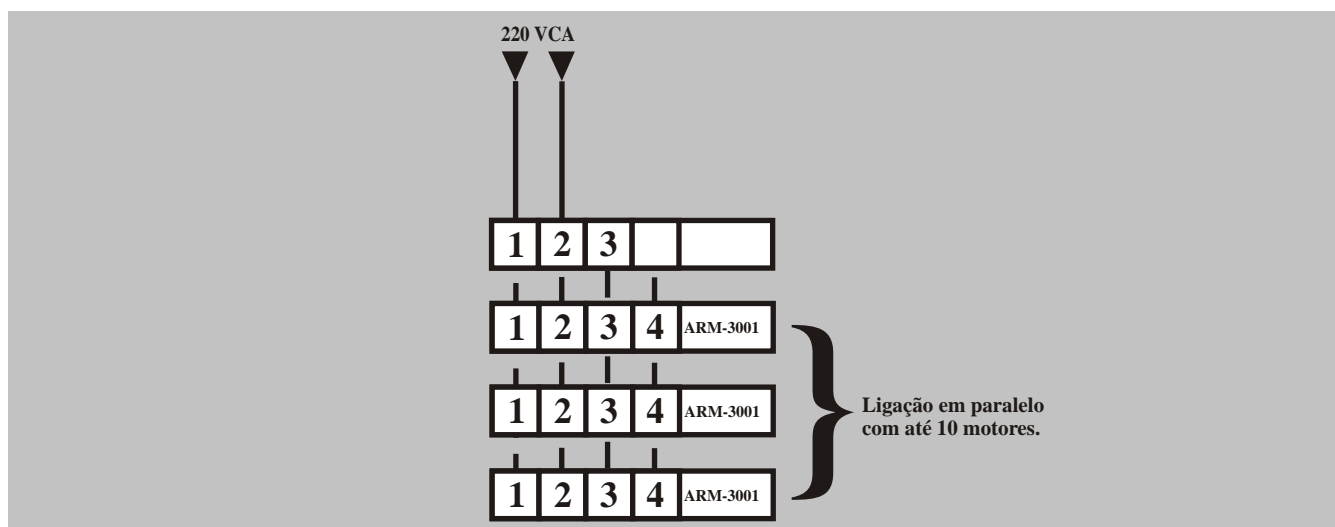 220 VCA
1 2 3
1 2 3 4 ARM-3001
1 2 3 4 ARM-3001
1 2 3 4 ARM-3001
Ligação em paralelo
com até 10 motores.